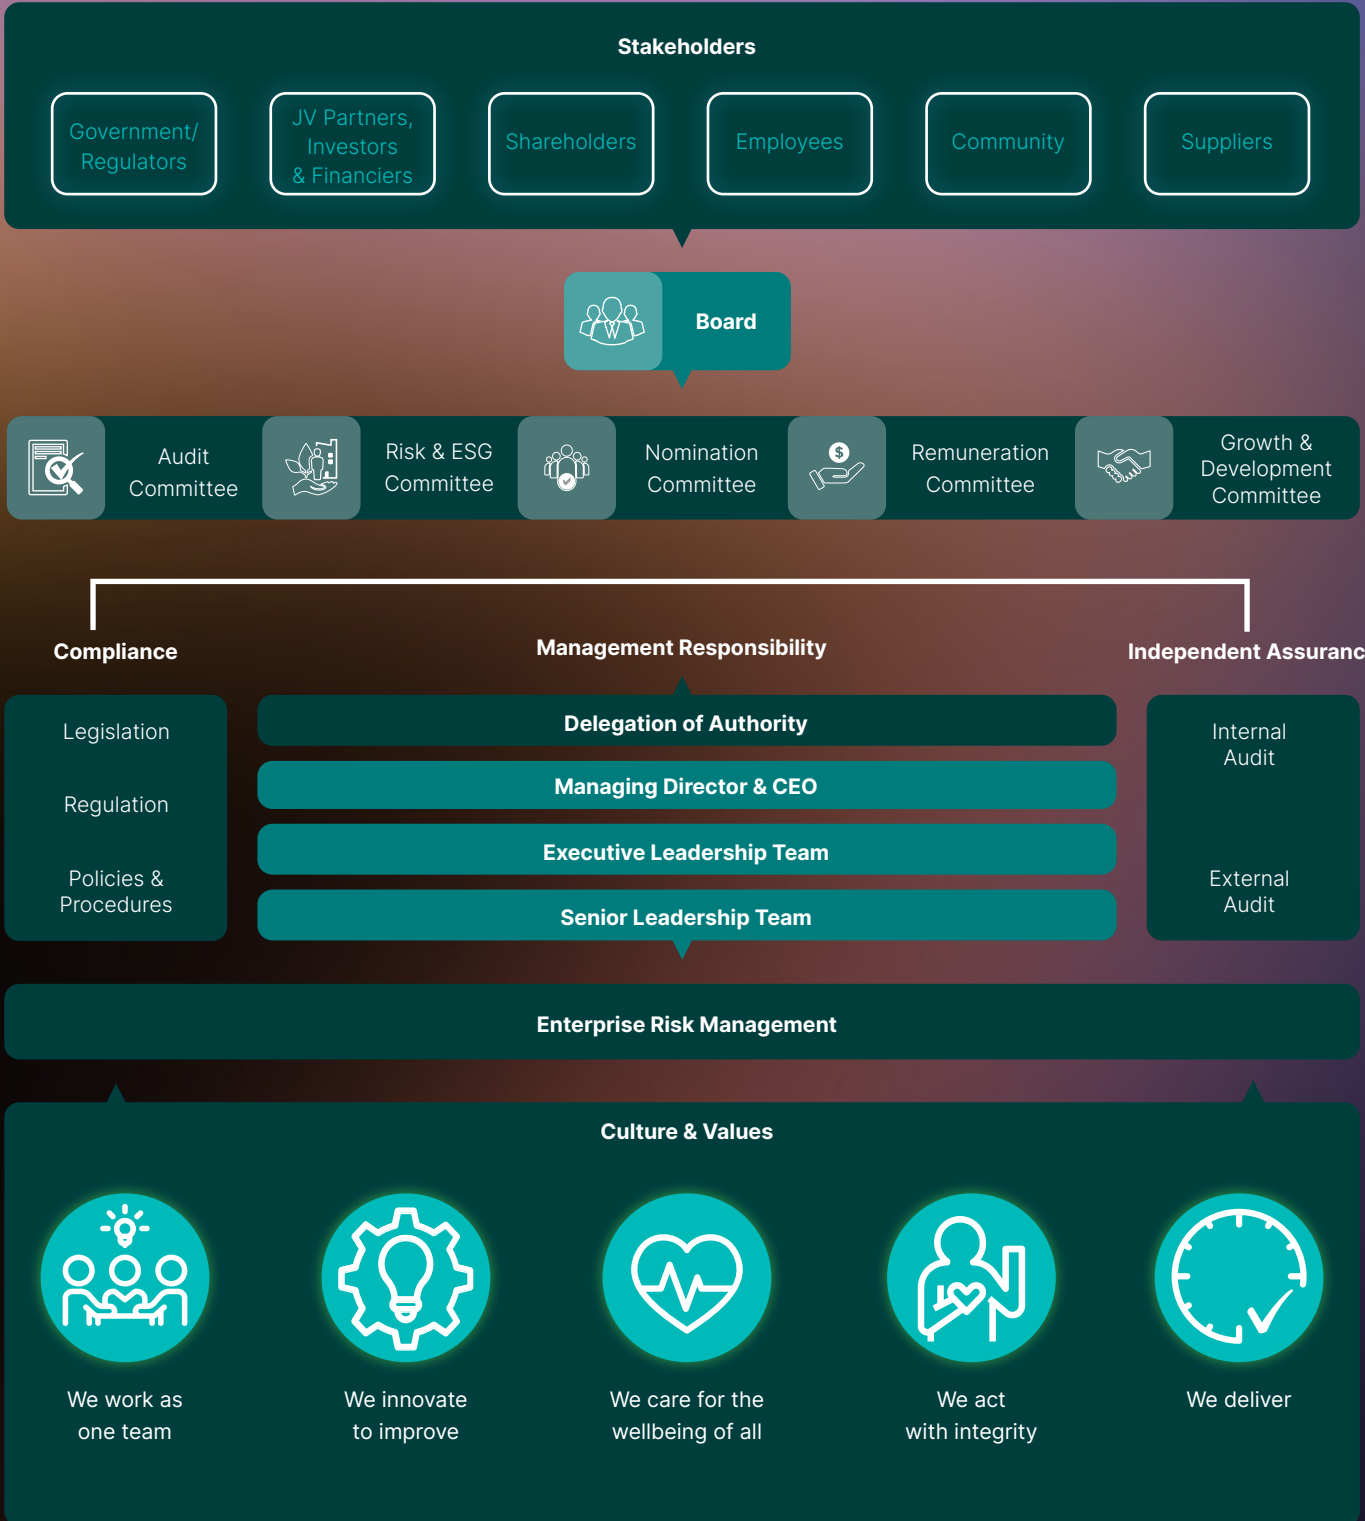 Stakeholders
Government/
Regulators
JV Partners,
Investors
& Financiers
Shareholders
Employees
Community
Suppliers
Board
Audit
Committee
Risk & ESG
Committee
Nomination
Committee
$
Remuneration
Committee
Growth &
Development
Committee
Compliance
Management Responsibility
Independent Assuranc
Legislation
Regulation
Policies &
Procedures
Delegation of Authority
Managing Director & CEO
Executive Leadership Team
Senior Leadership Team
Internal
Audit
External
Audit
Enterprise Risk Management
Culture & Values
We work as
one team
We innovate
to improve
We care for the
wellbeing of all
We act
with integrity
We deliver